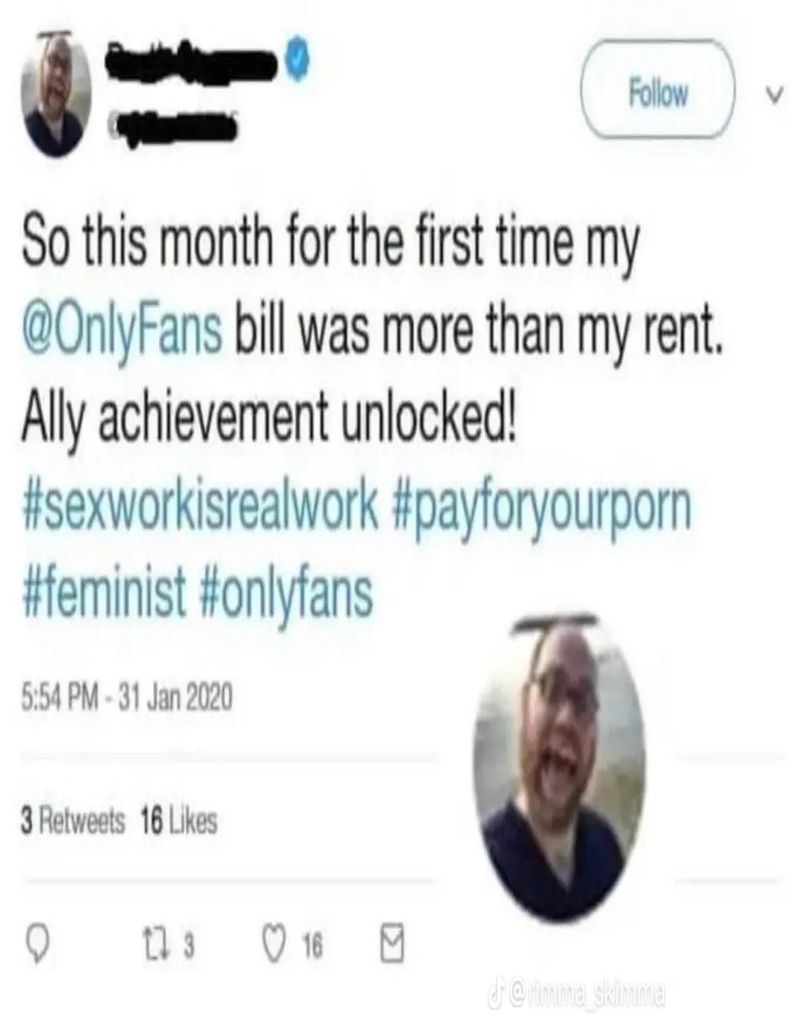 Follow
So this month for the first time my
@OnlyFans bill was more than my rent.
Ally achievement unlocked!
#sexworkisrealwork #payforyourporn
#feminist #onlyfans
5:54 PM - 31 Jan 2020
3 Retweets 16 Likes
3 16
@rimma_skimma